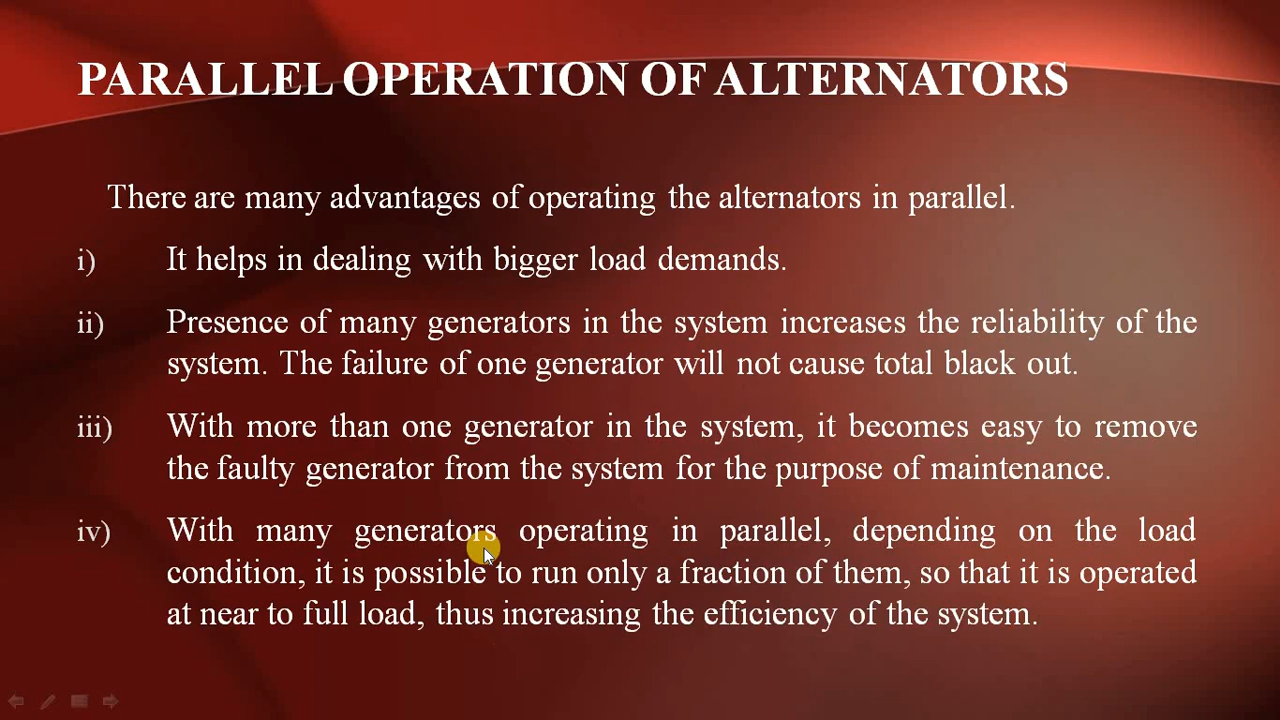 PARALLEL OPERATION OF ALTERNATORS
There are many advantages of operating the alternators in parallel.
i) It helps in dealing with bigger load demands.
ii) Presence of many generators in the system increases the reliability of the
system. The failure of one generator will not cause total black out.
iii) With more than one generator in the system, it becomes easy to remove
the faulty generator from the system for the purpose of maintenance.
iv) With many generators operating in parallel, depending on the load
condition, it is possible to run only a fraction of them, so that it is operated
at near to full load, thus increasing the efficiency of the system.